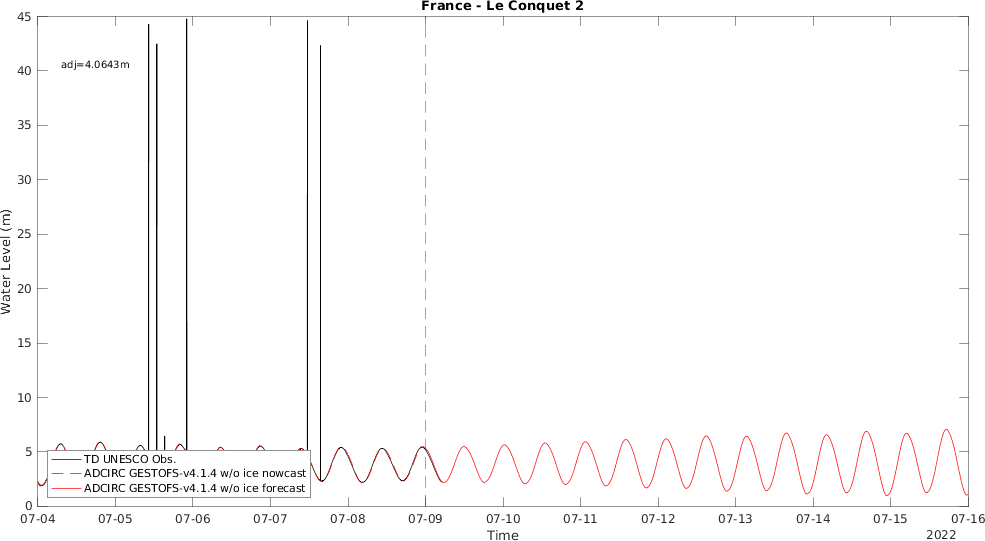 France - Le Conquet 2
45
40
35
30
25
20
15
10
5
0
adj=4.0643m
Water Level (m)
TD UNESCO Obs.
ADCIRC GESTOFS-v4.1.4 w/o ice nowcast
ADCIRC GESTOFS-v4.1.4 w/o ice forecast
07-04 07-05 07-06 07-07 07-08 07-09 07-10 07-11 07-12 07-13 07-14 07-15 07-16
Time
2022